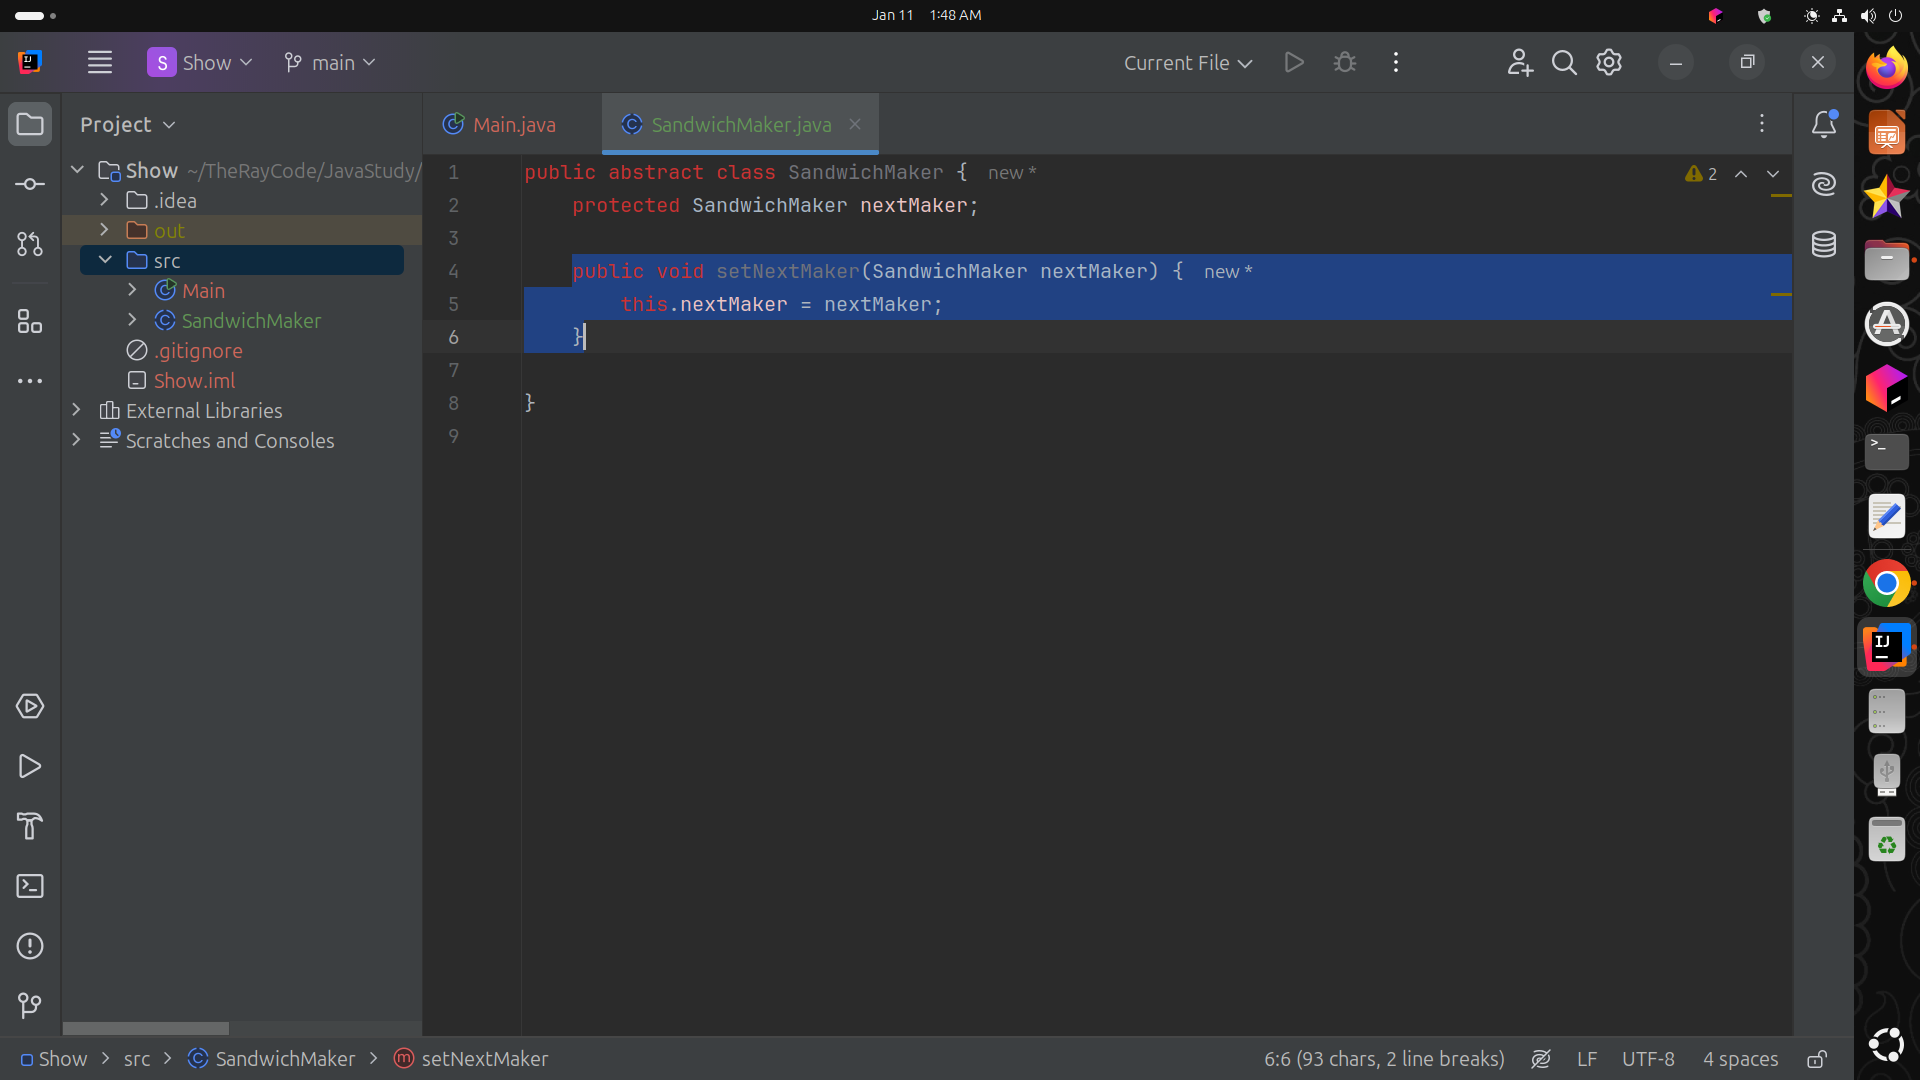 Jan 11 1:48 AM
S Show main Current File
Project
Main.java SandwichMaker.java
Show ~/TheRayCode/JavaStudy/
.idea
out
src
Main
SandwichMaker
.gitignore
Show.iml
External Libraries
Scratches and Consoles
1 public abstract class SandwichMaker { new *
2 protected SandwichMaker nextMaker;
3
4 public void setNextMaker(SandwichMaker nextMaker) { new *
5 this.nextMaker = nextMaker;
6 }
7
8 }
9
2
Show > src > SandwichMaker > setNextMaker
6:6 (93 chars, 2 line breaks) LF UTF-8 4 spaces